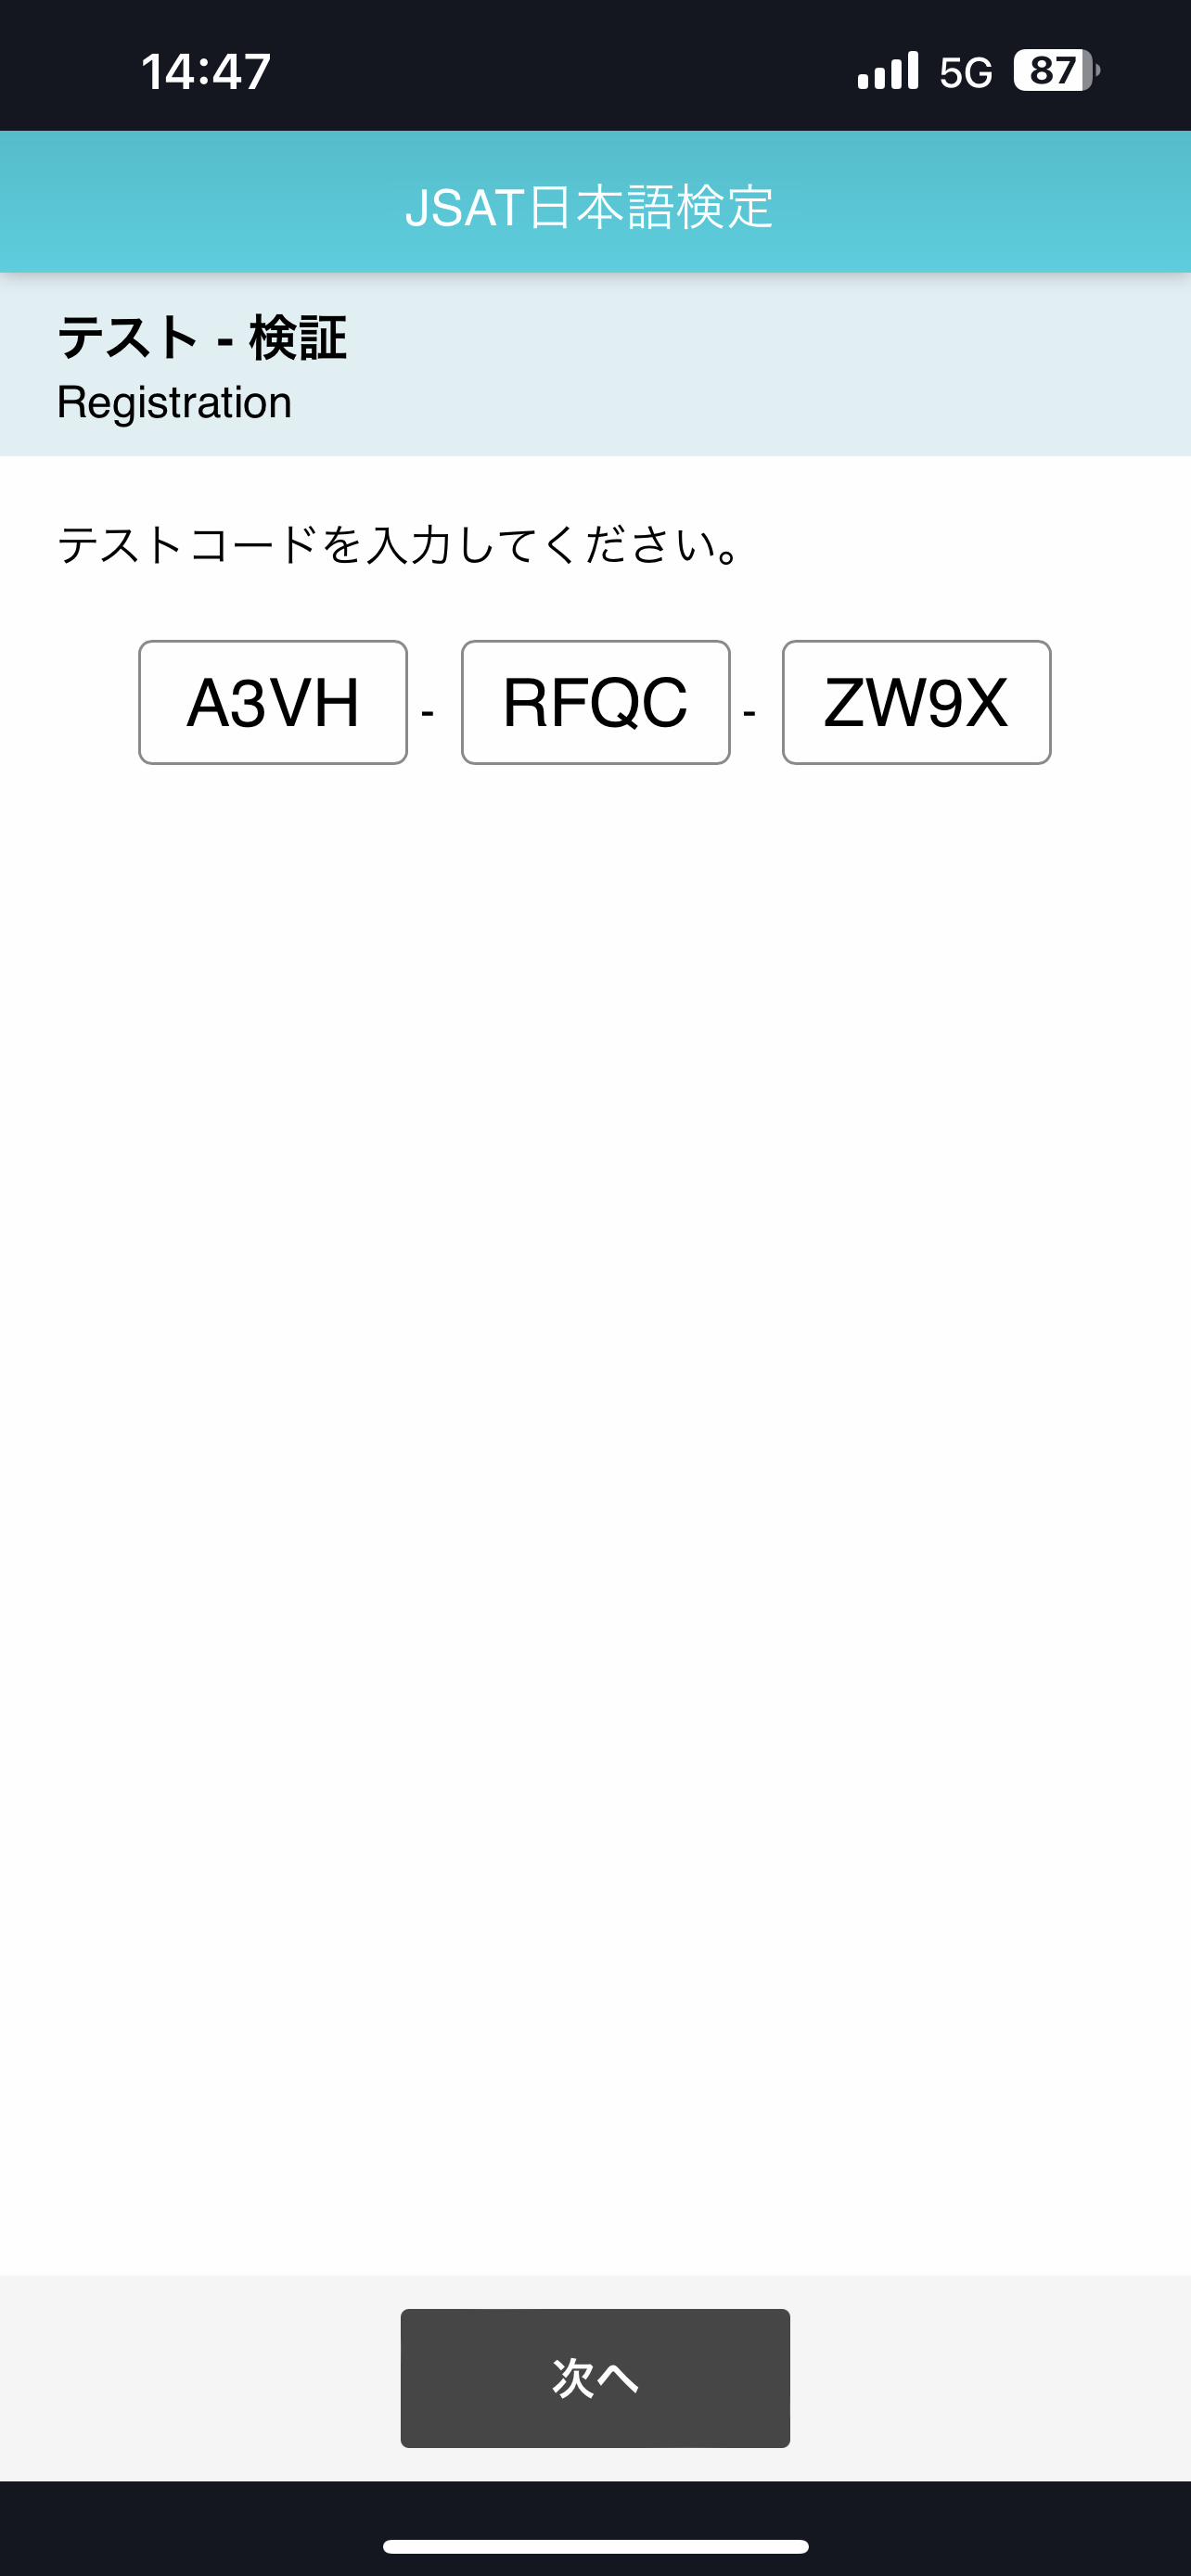 14:47 5G 87
JSAT日本語検定
テスト - 検証
Registration
テストコードを入力してください。
A3VH - RFQC - ZW9X
次へ